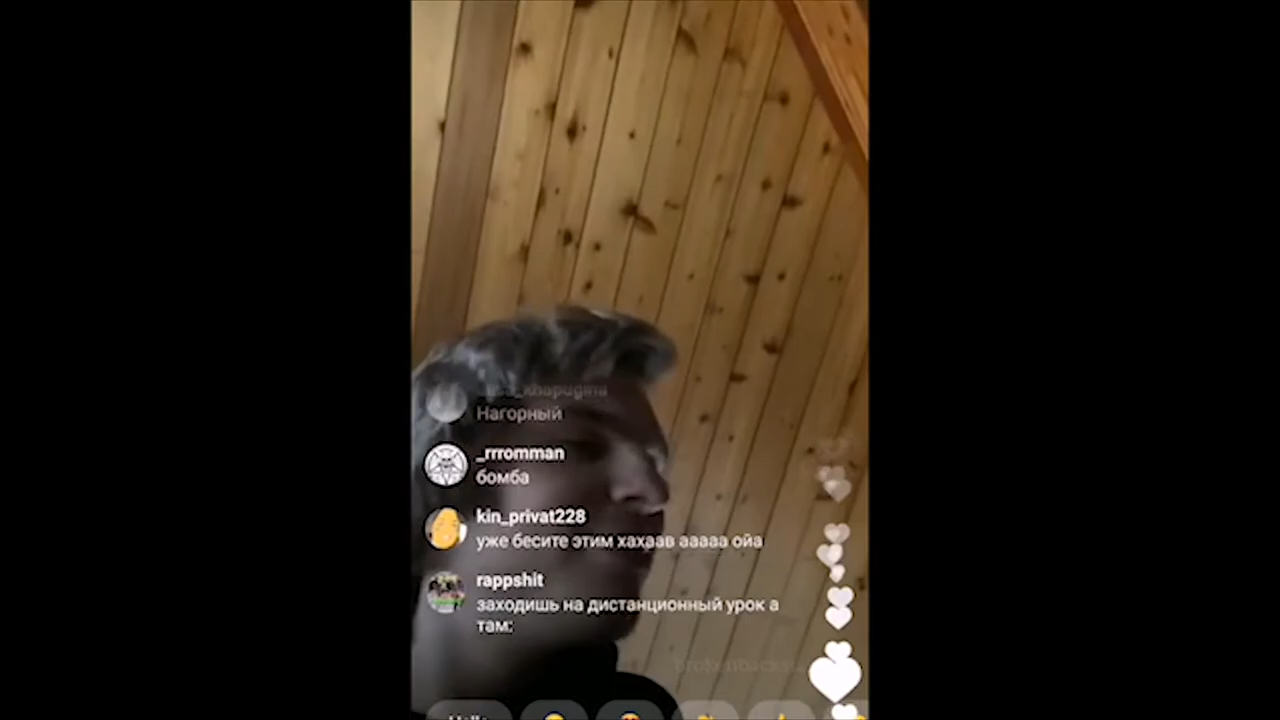 Нагорный
_rrromman
бомба
kin_privat228
уже бесите этим хахаав ааааа ойа
rappshit
заходишь на дистанционный урок а
там: